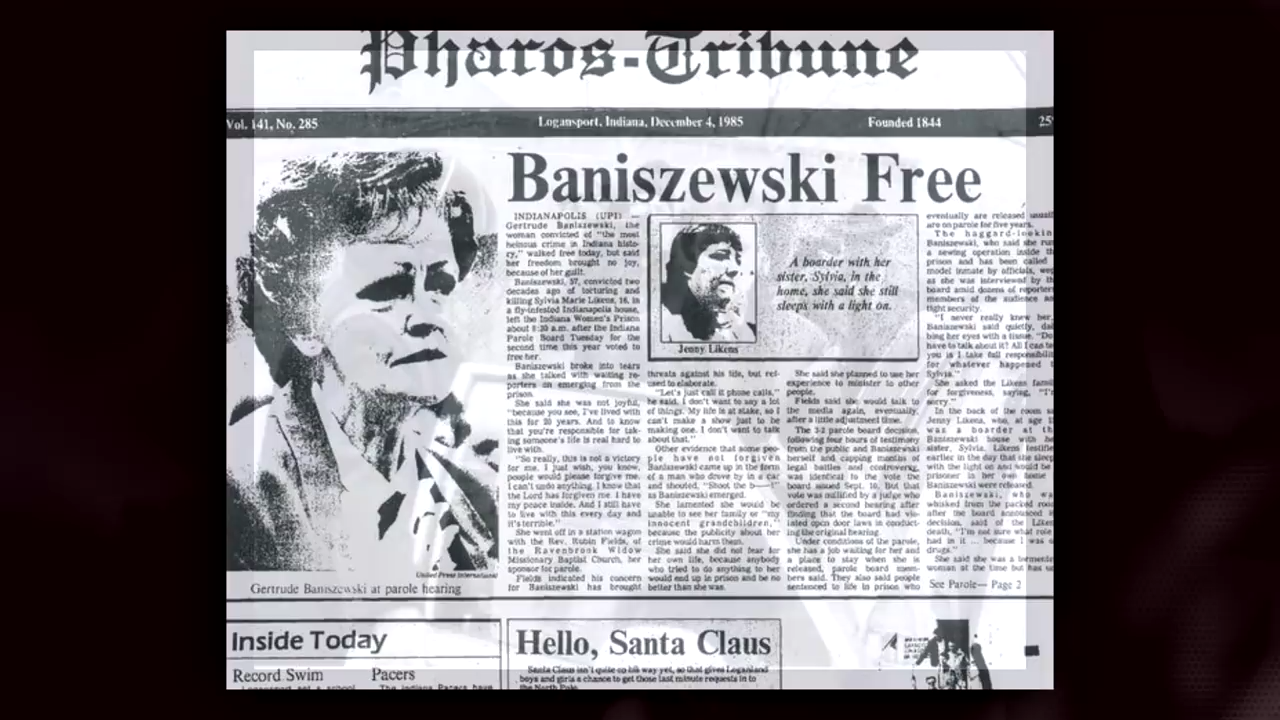 Pharos-Tribune
Vol. 141, No. 285
Logansport, Indiana, December 4, 1985
Founded 1844
25
Baniszewski Free
INDIANAPOLIS (UPI) —
Gertrude Baniszewski, the
woman convicted of "the most
heinous crime in Indiana histo-
ry," walked free today, but said
her freedom brought no joy,
because of her guilt.
Baniszewski, 57, convicted two
decades ago of torturing and
killing Sylvia Marie Likens, 16, in
a fly-infested Indianapolis house,
left the Indiana Women's Prison
about 8:20 a.m. after the Indiana
Parole Board Tuesday for the
second time this year voted to
free her.
Baniszewski broke into tears
as she talked with waiting re-
porters on emerging from the
prison.
She said she was not joyful,
"because you see, I've lived with
this for 20 years. And to know
that you're responsible for tak-
ing someone's life is real hard to
live with.
"So really, this is not a victory
for me. I just wish, you know,
people would please forgive me.
I can't undo anything. I know that
the Lord has forgiven me. I have
my peace inside. And I still have
to live with this every day and
it's terrible."
She went off in a station wagon
with the Rev. Rubin Fields, of
the Ravenbrook Widow
Missionary Baptist Church, her
sponsor for parole.
Fields indicated his concern
for Baniszewski has brought
Jenny Likens
A boarder with her
sister, Sylvia, in the
home, she said she still
sleeps with a light on.
threats against his life, but ref-
used to elaborate.
"Let's just call it phone calls,"
he said. I don't want to say a lot
of things. My life is at stake, so I
can't make a show just to be
making one. I don't want to talk
about that."
Other evidence that some peo-
ple have not forgiven
Baniszewski came up in the form
of a man who drove by in a car
and shouted, "Shoot the b——t"
as Baniszewski emerged.
She lamented she would be
unable to see her family or "my
innocent grandchildren,"
because the publicity about her
crime would harm them.
She said she did not fear for
her own life, because anybody
who tried to do anything to her
would end up in prison and be no
better than she was.
She said she planned to use her
experience to minister to other
people.
Fields said she would talk to
the media again, eventually,
after a little adjustment time.
The 3-2 parole board decision,
following four hours of testimony
from the public and Baniszewski
herself and capping months of
legal battles and controversy,
was identical to the vote the
board issued Sept. 10. But that
vote was nullified by a judge who
ordered a second hearing after
finding that the board had vio-
lated open door laws in conduct-
ing the original hearing.
Under conditions of the parole,
she has a job waiting for her and
a place to stay when she is
released, parole board mem-
bers said. They also said people
sentenced to life in prison who
eventually are released usuall
are on parole for five years.
The haggard-lookin
Baniszewski, who said she run
a sewing operation inside th
prison and has been called
model inmate by officials, wep
as she was interviewed by th
board amid dozens of reporters
members of the audience an
tight security.
"I never really knew her,
Baniszewski said quietly, dab
bing her eyes with a tissue. "Do
have to talk about it? All I can te
you is I take full responsibilit
for whatever happened t
Sylvia."
She asked the Likens famil
for forgiveness, saying, "I'm
sorry."
In the back of the room sa
Jenny Likens, who, at age 1
was a boarder at th
Baniszewski house with he
sister, Sylvia. Likens testifie
earlier in the day that she sleep
with the light on and would be
prisoner in her own home
Baniszewski were released.
Baniszewski, who wa
whisked from the packed room
after the board announced i
decision, said of the Liken
death, "I'm not sure what role
had in it ... because I was o
drugs."
She said she was a tormente
woman at the time but has su
See Parole— Page 2
United Press International
Gertrude Baniszewski at parole hearing
Inside Today
Record Swim
Pacers
The Indiana Pacers have
Hello, Santa Claus
Santa Claus isn't quite on his way yet, so that gives Loganland
boys and girls a chance to get those last minute requests in to
the North Pole.